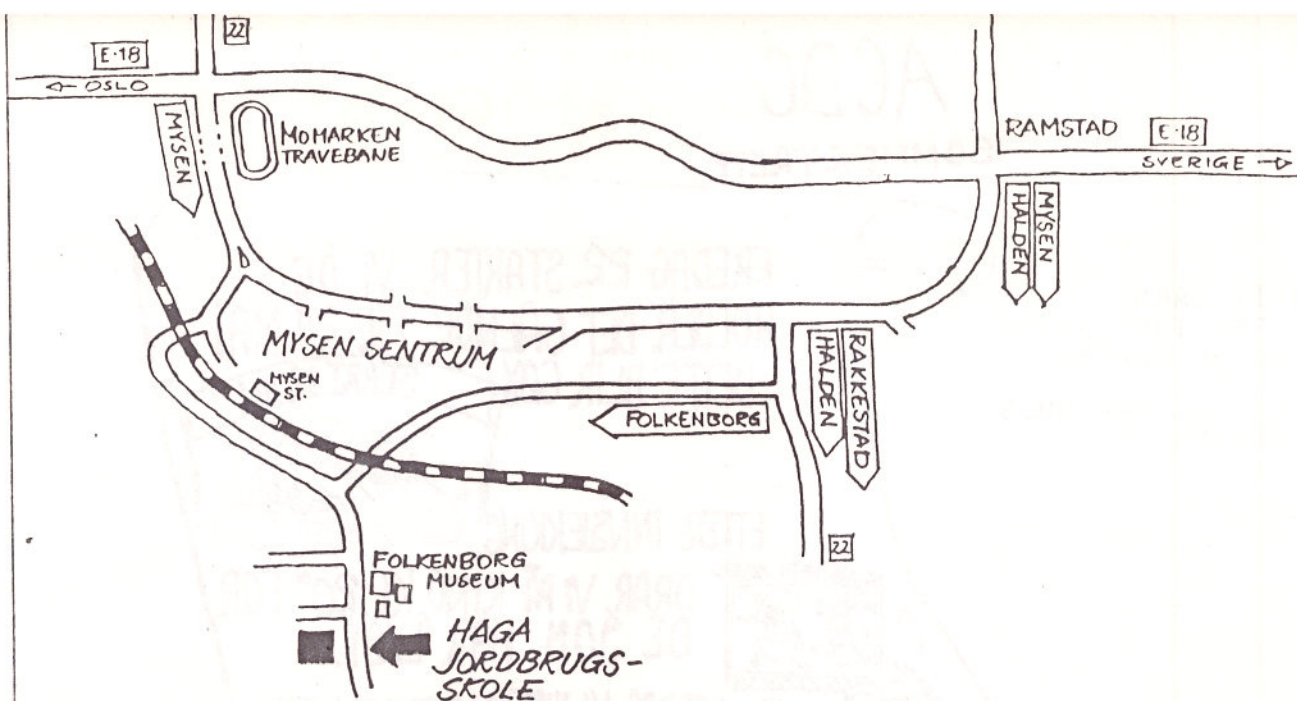 22
E-18
← OSLO
MYSEN
MOMARKEN
TRAVEBANE
RAMSTAD
E-18
SVERIGE →
HALDEN
MYSEN
MYSEN SENTRUM
MYSEN
ST.
HALDEN
RAKKESTAD
FOLKENBORG
22
FOLKENBORG
MUSEUM
HAGA
JORDBRUGS-
SKOLE